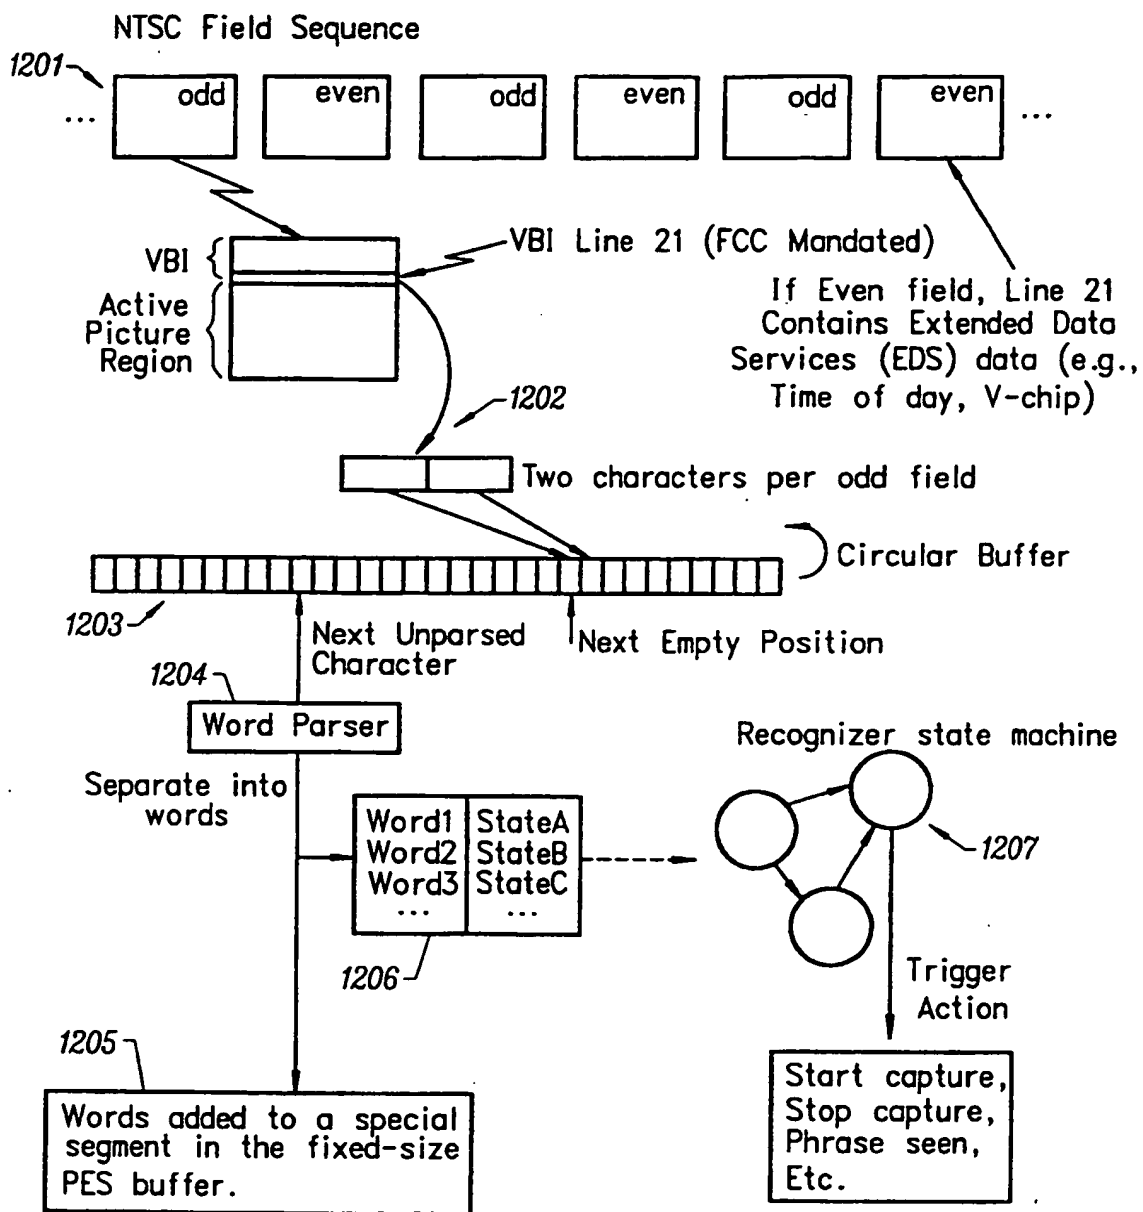 NTSC Field Sequence
1201
... odd even odd even odd even ...
VBI
VBI Line 21 (FCC Mandated)
Active
Picture
Region
If Even field, Line 21
Contains Extended Data
Services (EDS) data (e.g.,
Time of day, V-chip)
1202
Two characters per odd field
Circular Buffer
1203
Next Unparsed
Character
Next Empty Position
1204
Word Parser
Separate into
words
Word1 StateA
Word2 StateB
Word3 StateC
... ...
1206
Recognizer state machine
1207
Trigger
Action
1205
Words added to a special
segment in the fixed-size
PES buffer.
Start capture,
Stop capture,
Phrase seen,
Etc.